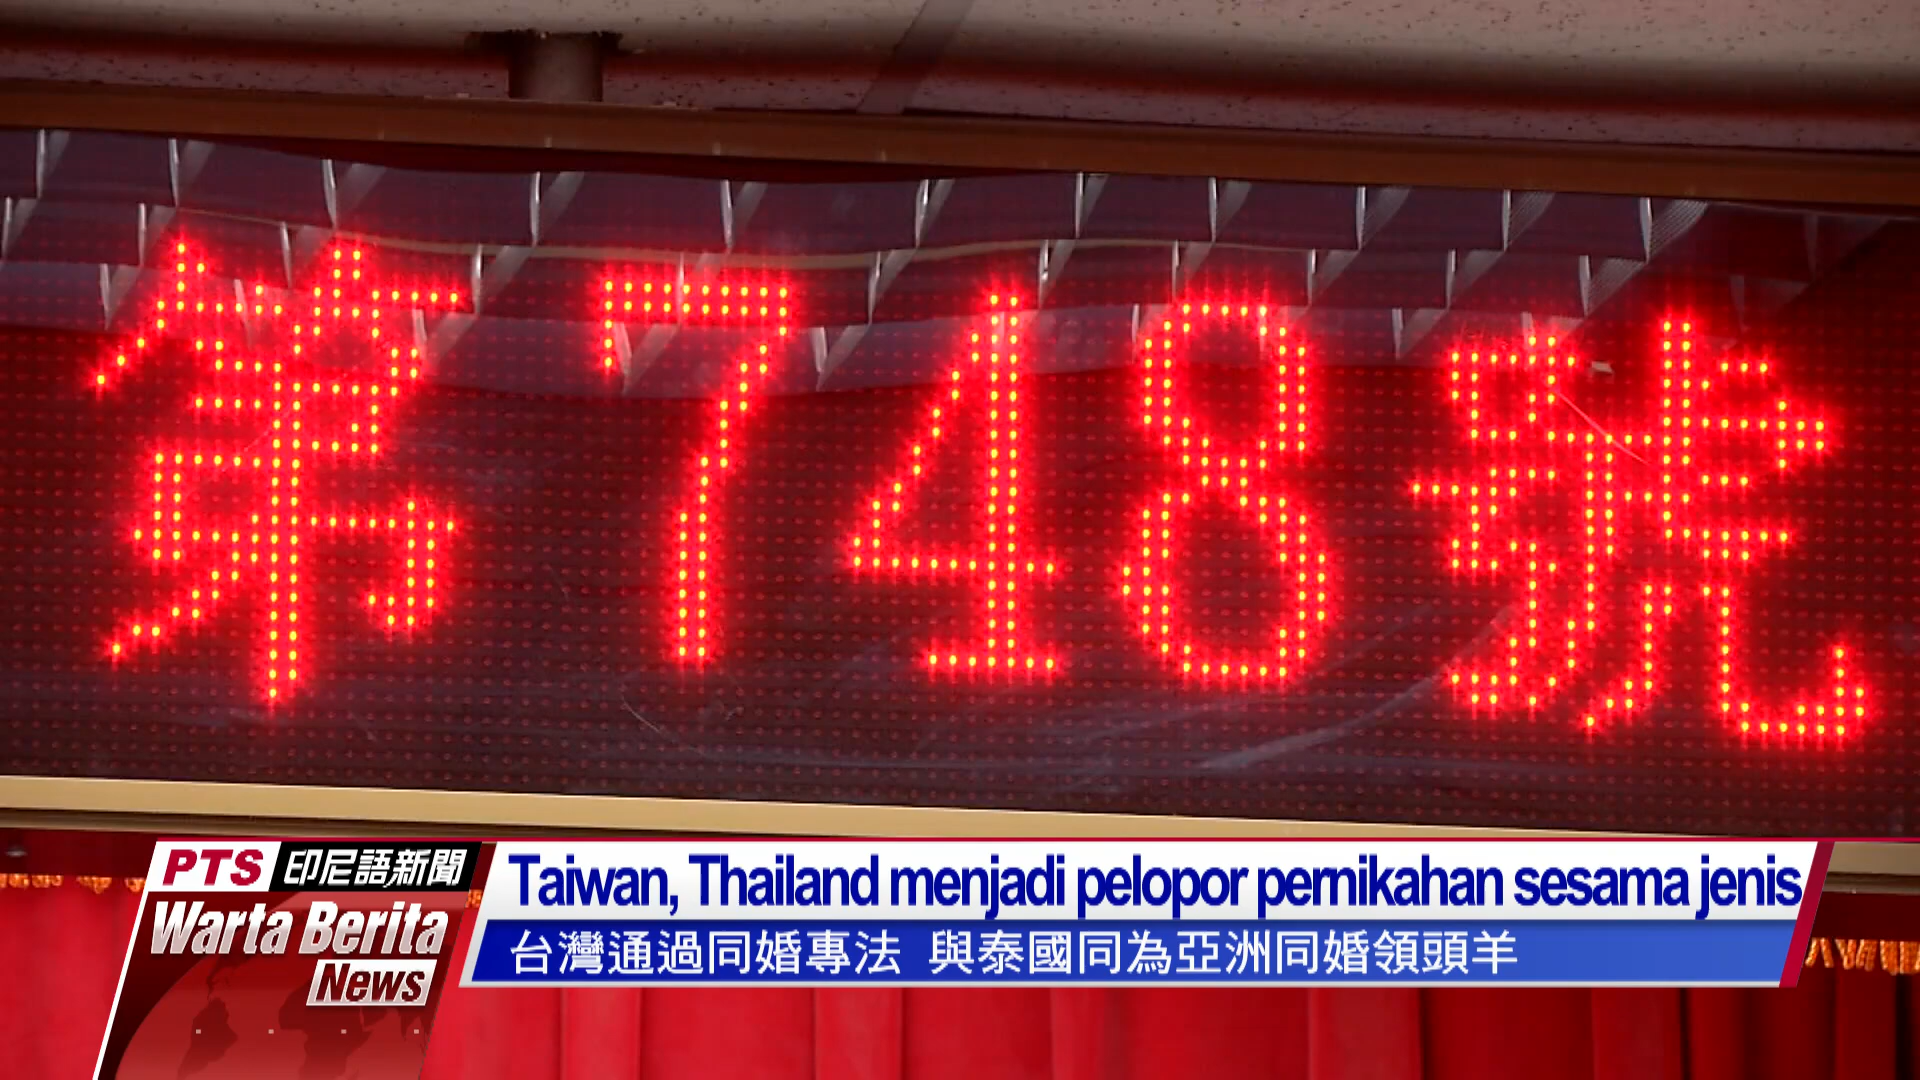 第748號
PTS 印尼語新聞
Warta Berita
News
Taiwan, Thailand menjadi pelopor pernikahan sesama jenis
台灣通過同婚專法 與泰國同為亞洲同婚領頭羊